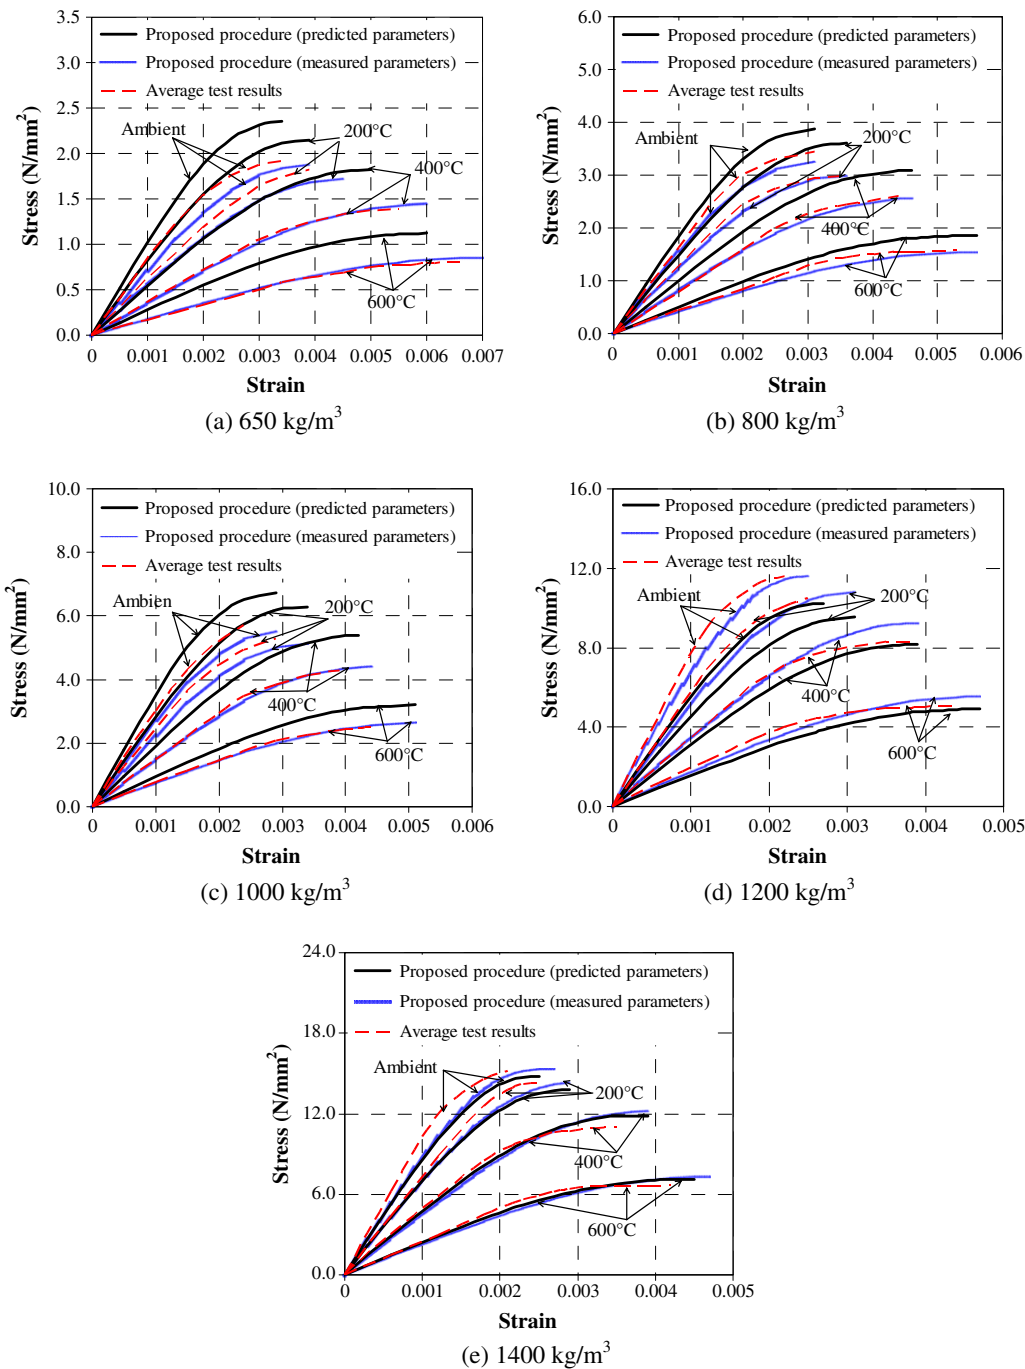 3.5
3.0
2.5
2.0
1.5
1.0
0.5
0.0
Stress (N/mm²)
Proposed procedure (predicted parameters)
Proposed procedure (measured parameters)
Average test results
Ambient
200°C
400°C
600°C
0 0.001 0.002 0.003 0.004 0.005 0.006 0.007
Strain
(a) 650 kg/m³
6.0
5.0
4.0
3.0
2.0
1.0
0.0
Stress (N/mm²)
Proposed procedure (predicted parameters)
Proposed procedure (measured parameters)
Average test results
Ambient
200°C
400°C
600°C
0 0.001 0.002 0.003 0.004 0.005 0.006
Strain
(b) 800 kg/m³
10.0
8.0
6.0
4.0
2.0
0.0
Stress (N/mm²)
Proposed procedure (predicted parameters)
Proposed procedure (measured parameters)
Average test results
Ambien
200°C
400°C
600°C
0 0.001 0.002 0.003 0.004 0.005 0.006
Strain
(c) 1000 kg/m³
16.0
12.0
8.0
4.0
0.0
Stress (N/mm²)
Proposed procedure (predicted parameters)
Proposed procedure (measured parameters)
Average test results
Ambient
200°C
400°C
600°C
0 0.001 0.002 0.003 0.004 0.005
Strain
(d) 1200 kg/m³
24.0
18.0
12.0
6.0
0.0
Stress (N/mm²)
Proposed procedure (predicted parameters)
Proposed procedure (measured parameters)
Average test results
Ambient
200°C
400°C
600°C
0 0.001 0.002 0.003 0.004 0.005
Strain
(e) 1400 kg/m³